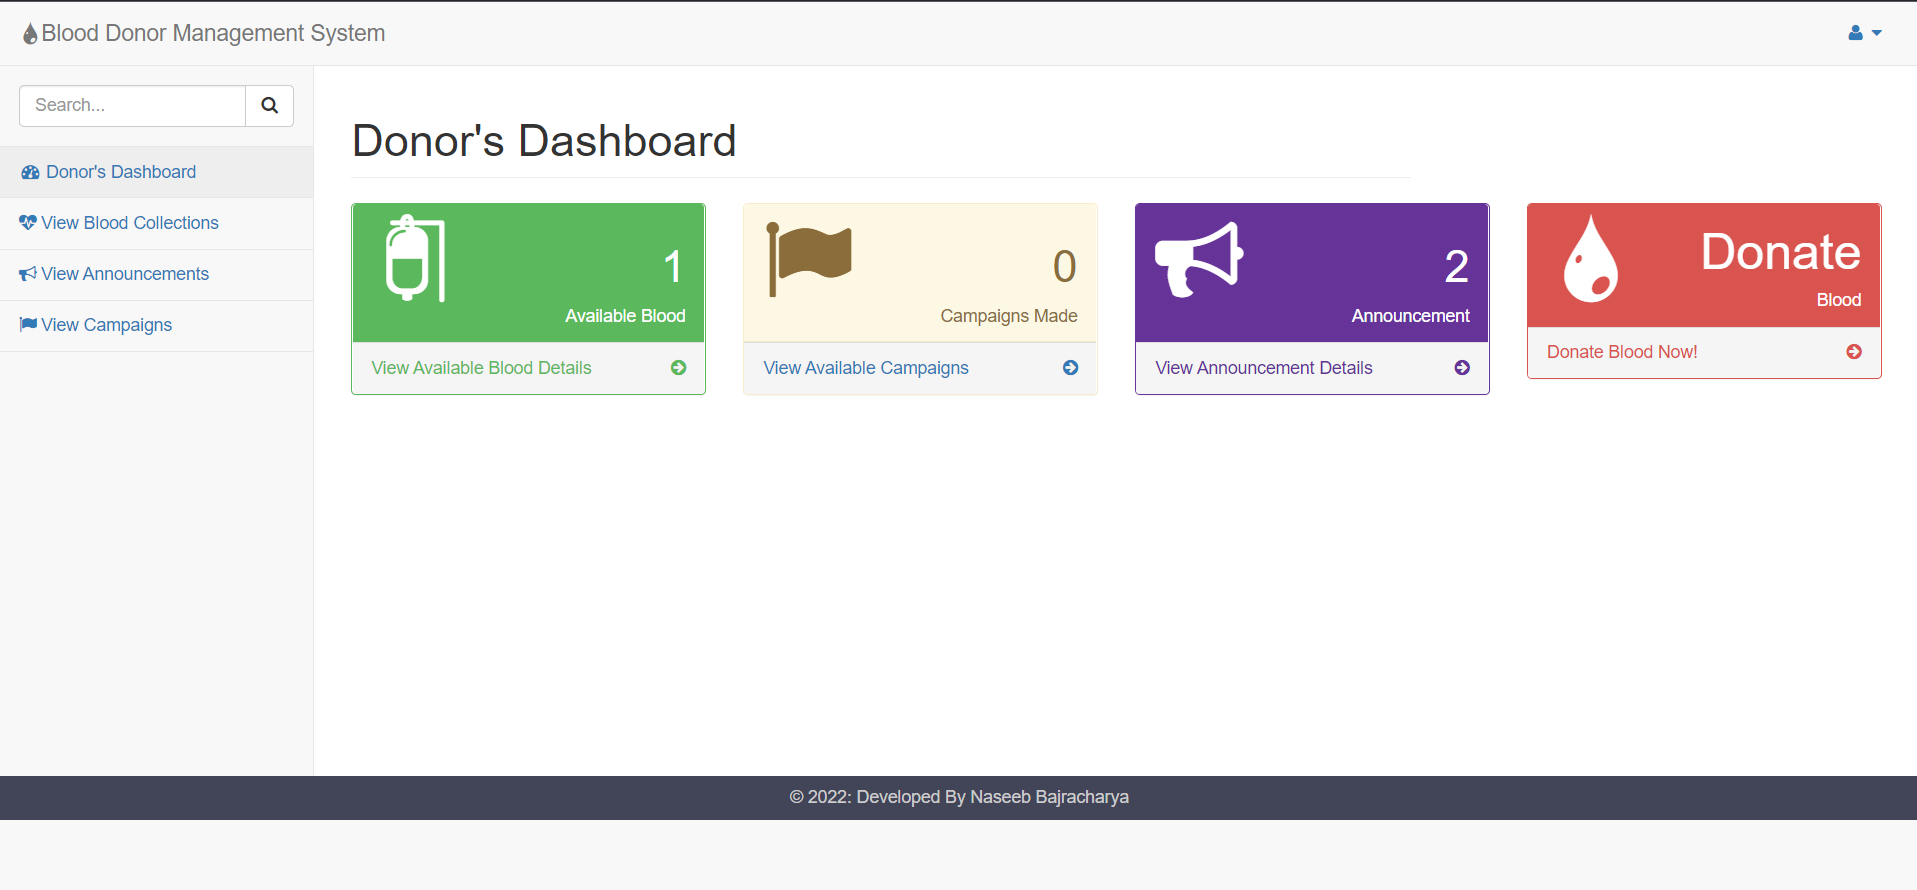 Blood Donor Management System
Search...
Donor's Dashboard
View Blood Collections
View Announcements
View Campaigns
Donor's Dashboard
1
Available Blood
View Available Blood Details
0
Campaigns Made
View Available Campaigns
2
Announcement
View Announcement Details
Donate
Blood
Donate Blood Now!
© 2022: Developed By Naseeb Bajracharya